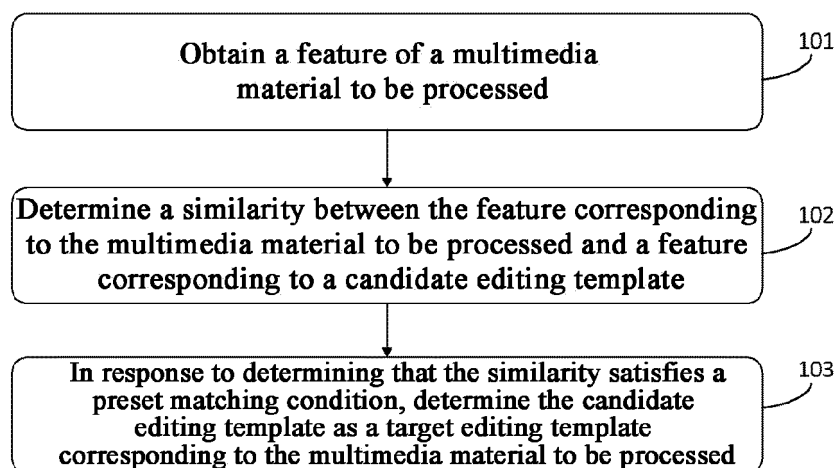 Obtain a feature of a multimedia
material to be processed
101
Determine a similarity between the feature corresponding
to the multimedia material to be processed and a feature
corresponding to a candidate editing template
102
In response to determining that the similarity satisfies a
preset matching condition, determine the candidate
editing template as a target editing template
corresponding to the multimedia material to be processed
103